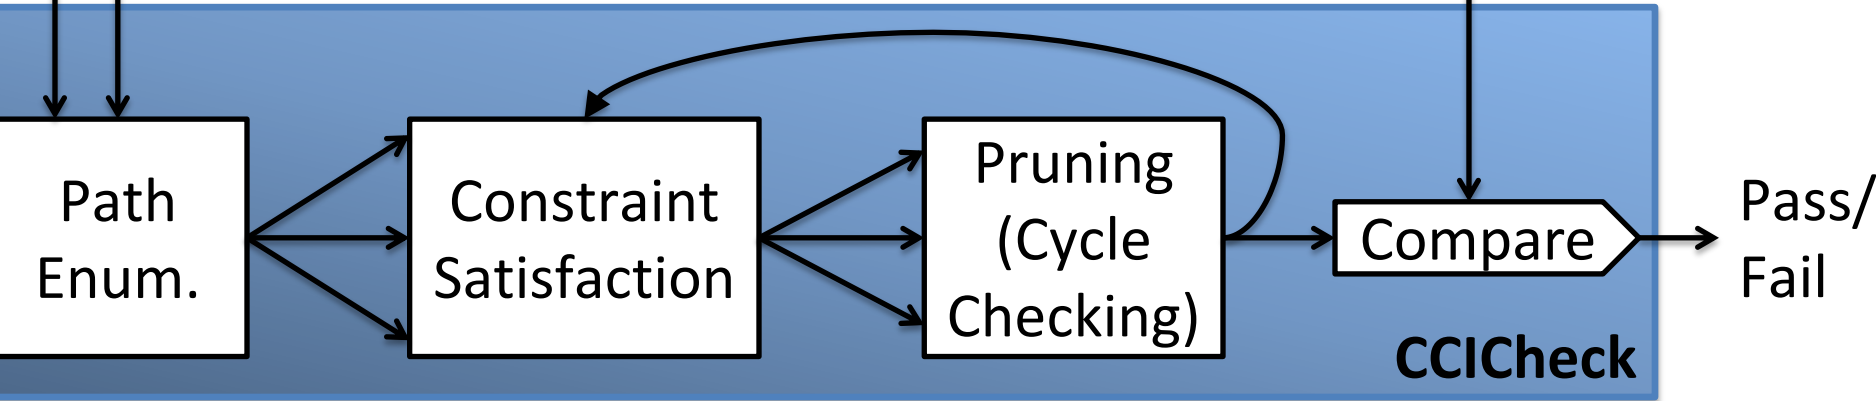 Path
Enum.
Constraint
Satisfaction
Pruning
(Cycle
Checking)
Compare
Pass/
Fail
CCICheck